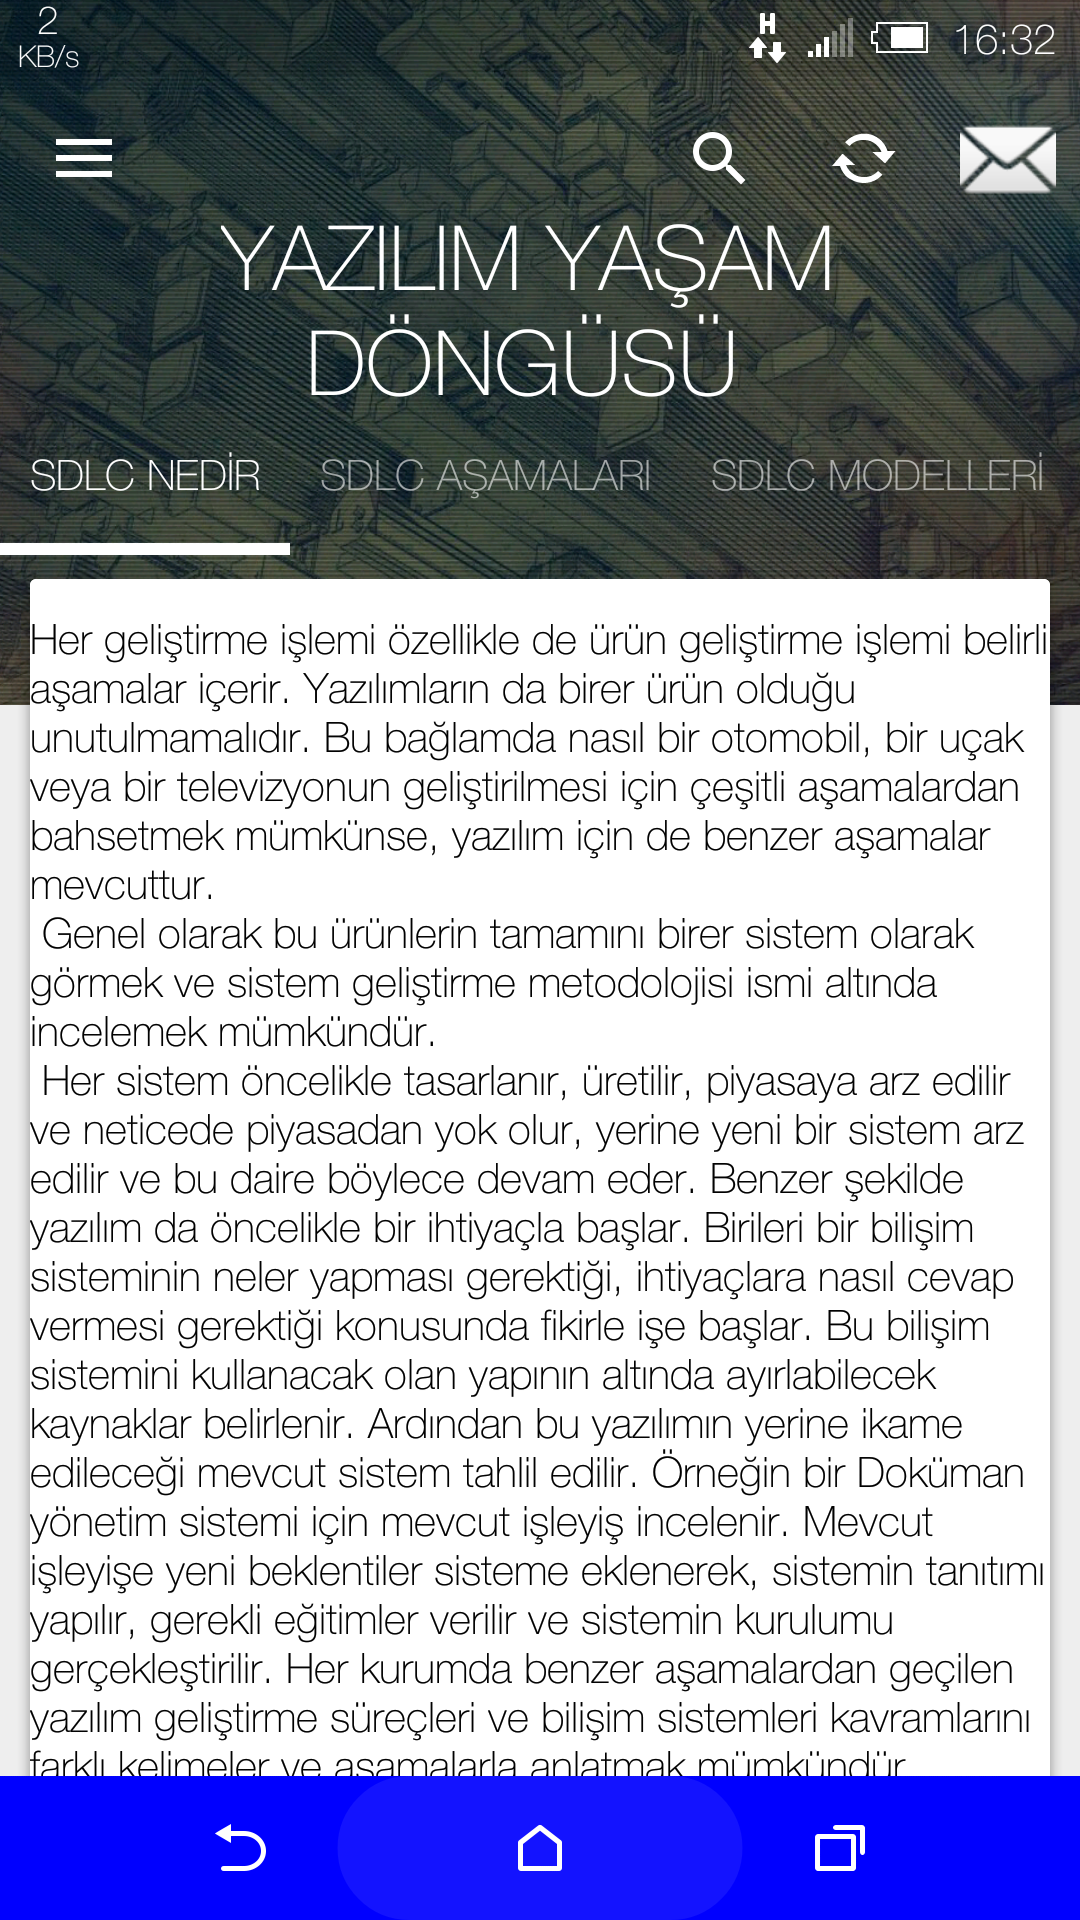 2
KB/s
H
16:32
YAZILIM YAŞAM
DÖNGÜSÜ
SDLC NEDİR SDLC AŞAMALARI SDLC MODELLERİ
Her geliştirme işlemi özellikle de ürün geliştirme işlemi belirli
aşamalar içerir. Yazılımların da birer ürün olduğu
unutulmamalıdır. Bu bağlamda nasıl bir otomobil, bir uçak
veya bir televizyonun geliştirilmesi için çeşitli aşamalardan
bahsetmek mümkünse, yazılım için de benzer aşamalar
mevcuttur.
Genel olarak bu ürünlerin tamamını birer sistem olarak
görmek ve sistem geliştirme metodolojisi ismi altında
incelemek mümkündür.
Her sistem öncelikle tasarlanır, üretilir, piyasaya arz edilir
ve neticede piyasadan yok olur, yerine yeni bir sistem arz
edilir ve bu daire böylece devam eder. Benzer şekilde
yazılım da öncelikle bir ihtiyaçla başlar. Birileri bir bilişim
sisteminin neler yapması gerektiği, ihtiyaçlara nasıl cevap
vermesi gerektiği konusunda fikirle işe başlar. Bu bilişim
sistemini kullanacak olan yapının altında ayırlabilecek
kaynaklar belirlenir. Ardından bu yazılımın yerine ikame
edileceği mevcut sistem tahlil edilir. Örneğin bir Doküman
yönetim sistemi için mevcut işleyiş incelenir. Mevcut
işleyişe yeni beklentiler sisteme eklenerek, sistemin tanıtımı
yapılır, gerekli eğitimler verilir ve sistemin kurulumu
gerçekleştirilir. Her kurumda benzer aşamalardan geçilen
yazılım geliştirme süreçleri ve bilişim sistemleri kavramlarını
farklı kelimeler ve aşamalarla anlatmak mümkündür